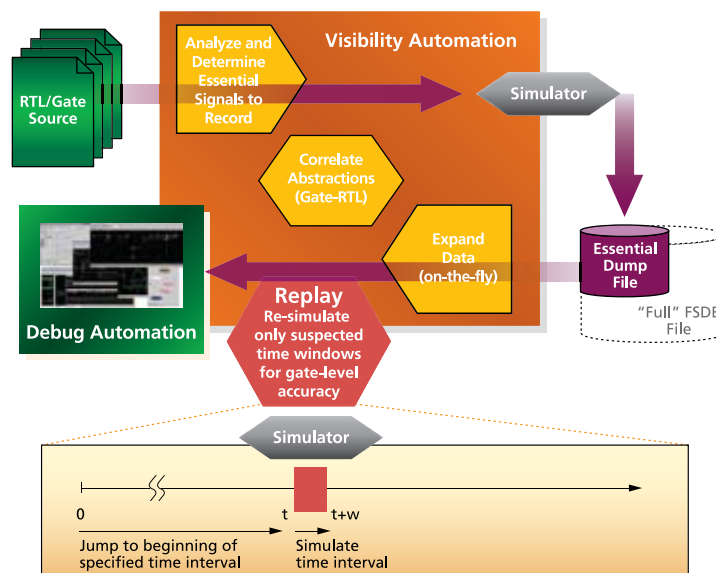 Analyze and
Determine
Essential
Signals to
Record
Visibility Automation
RTL/Gate
Source
Simulator
Correlate
Abstractions
(Gate-RTL)
Expand
Data
(on-the-fly)
Essential
Dump
File
"Full" FSDB
File
Debug Automation
Replay
Re-simulate
only suspected
time windows
for gate-level
accuracy
Simulator
0
t
t+w
Jump to beginning of
specified time interval
Simulate
time interval